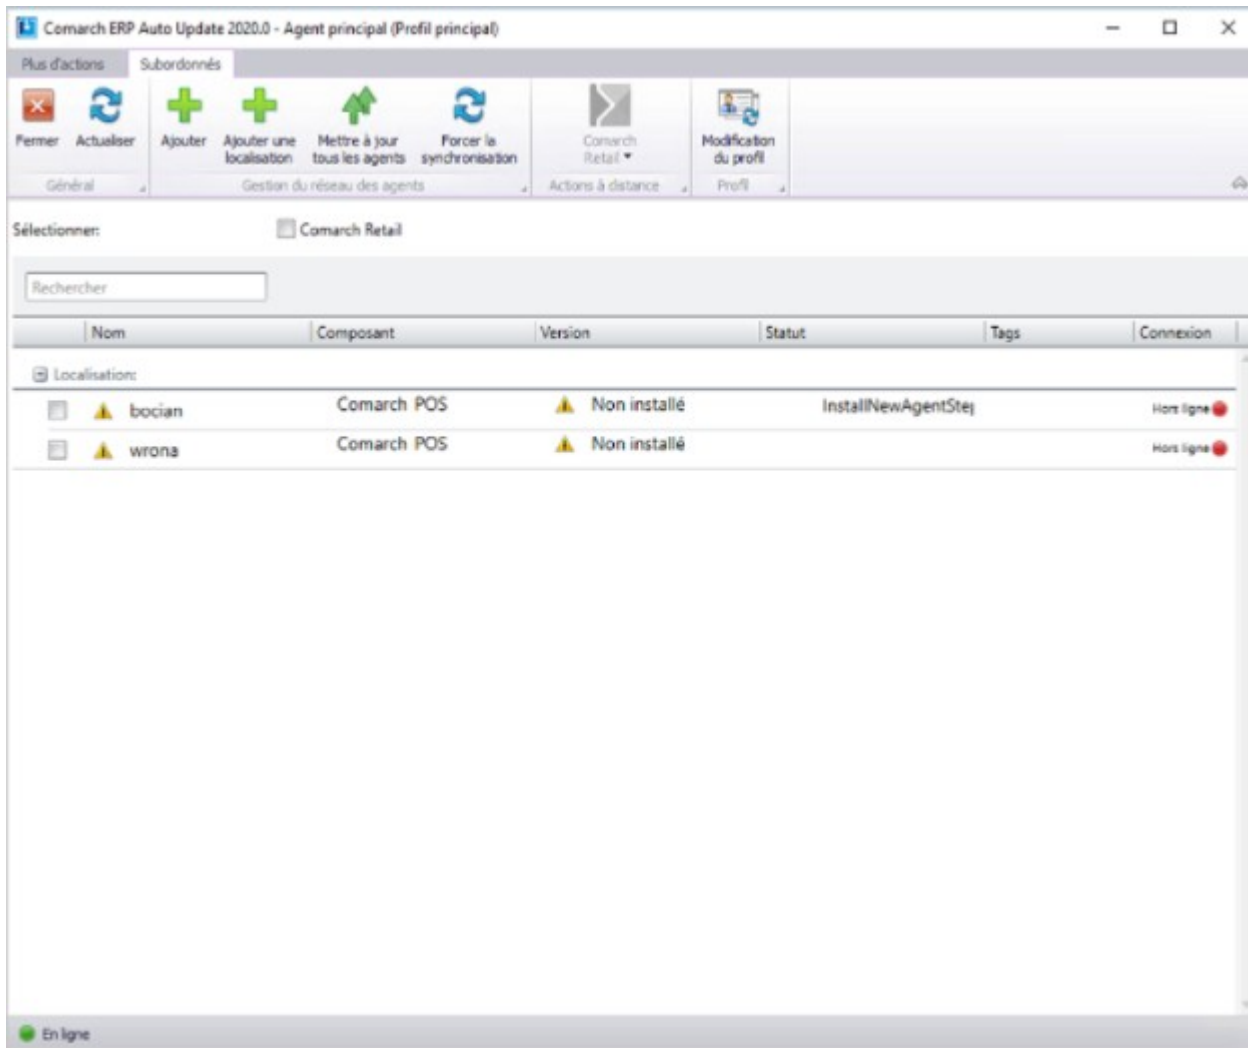 Comarch ERP Auto Update 2020.0 - Agent principal (Profil principal)
Plus d'actions Subordonnés
Fermer Actualiser Ajouter Ajouter une localisation Mettre à jour tous les agents Forcer la synchronisation Comarch Retail Modification du profil
Général Gestion du réseau des agents Actions à distance Profil
Sélectionner: Comarch Retail
Rechercher
Nom Composant Version Statut Tags Connexion
Localisation:
bocian Comarch POS Non installé InstallNewAgentStep Hors ligne
wrona Comarch POS Non installé Hors ligne
En ligne